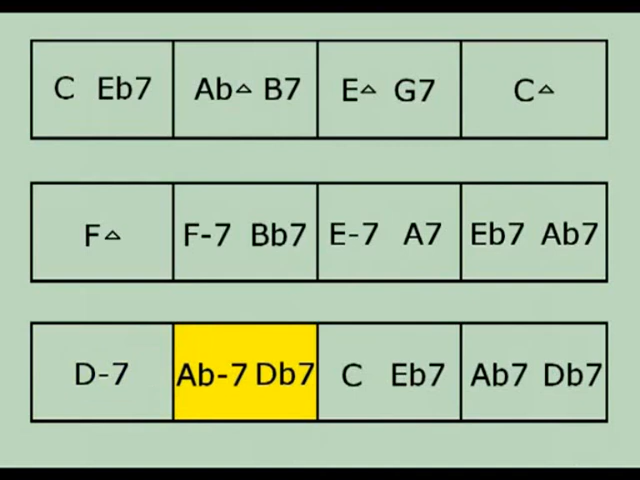 C Eb7 Ab△ B7 E△ G7 C△
F△ F-7 Bb7 E-7 A7 Eb7 Ab7
D-7 Ab-7 Db7 C Eb7 Ab7 Db7